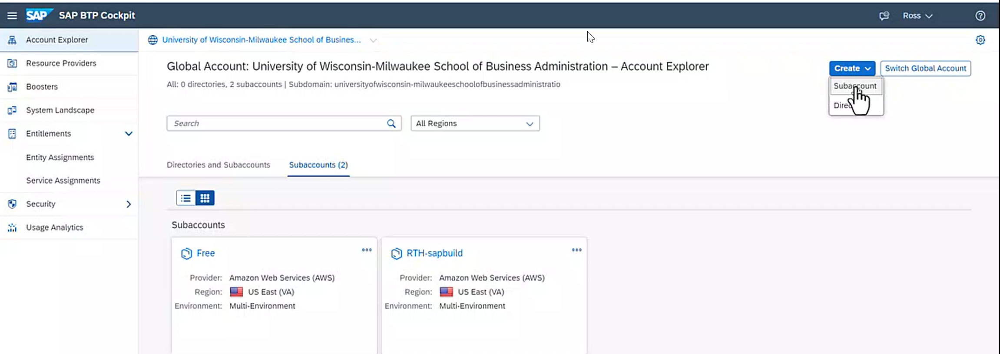 SAP SAP BTP Cockpit
Ross
Account Explorer
Resource Providers
Boosters
System Landscape
Entitlements
Entity Assignments
Service Assignments
Security
Usage Analytics
University of Wisconsin-Milwaukee School of Busines...
Global Account: University of Wisconsin-Milwaukee School of Business Administration – Account Explorer
All: 0 directories, 2 subaccounts | Subdomain: universityofwisconsin-milwaukeeschoolofbusinessadministratio
Create
Switch Global Account
Subaccount
Search
All Regions
Directories and Subaccounts
Subaccounts (2)
Subaccounts
Free
Provider: Amazon Web Services (AWS)
Region: US East (VA)
Environment: Multi-Environment
RTH-sapbuild
Provider: Amazon Web Services (AWS)
Region: US East (VA)
Environment: Multi-Environment